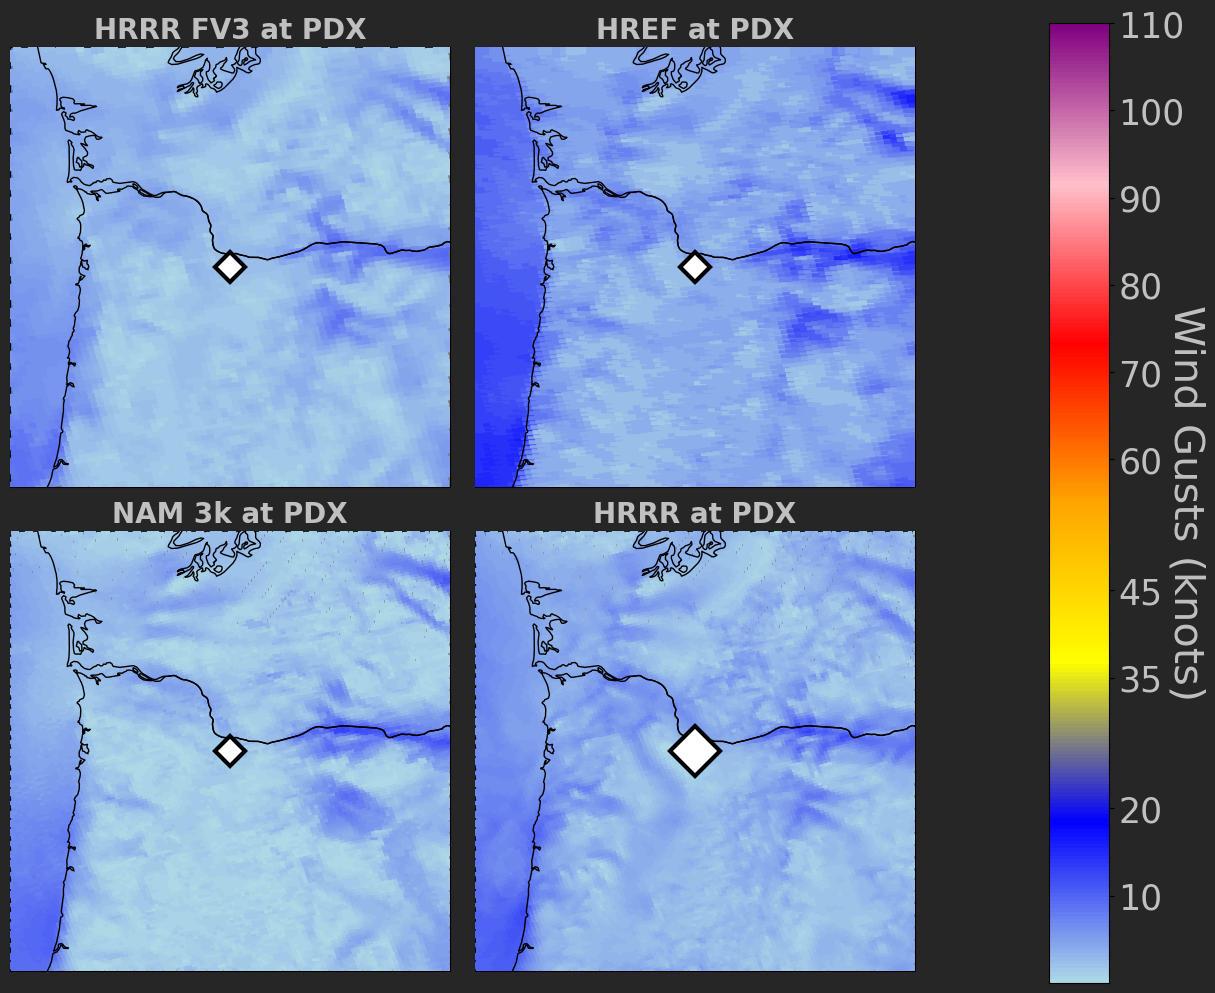 HRRR FV3 at PDX
HREF at PDX
NAM 3k at PDX
HRRR at PDX
110
100
90
80
70
60
45
35
20
10
Wind Gusts (knots)